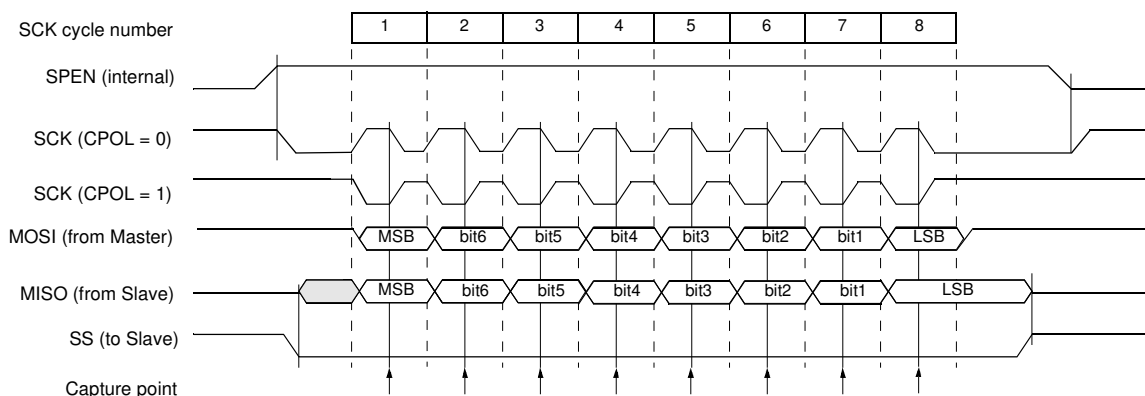 SCK cycle number 1 2 3 4 5 6 7 8
SPEN (internal)
SCK (CPOL = 0)
SCK (CPOL = 1)
MOSI (from Master) MSB bit6 bit5 bit4 bit3 bit2 bit1 LSB
MISO (from Slave) MSB bit6 bit5 bit4 bit3 bit2 bit1 LSB
SS (to Slave)
Capture point